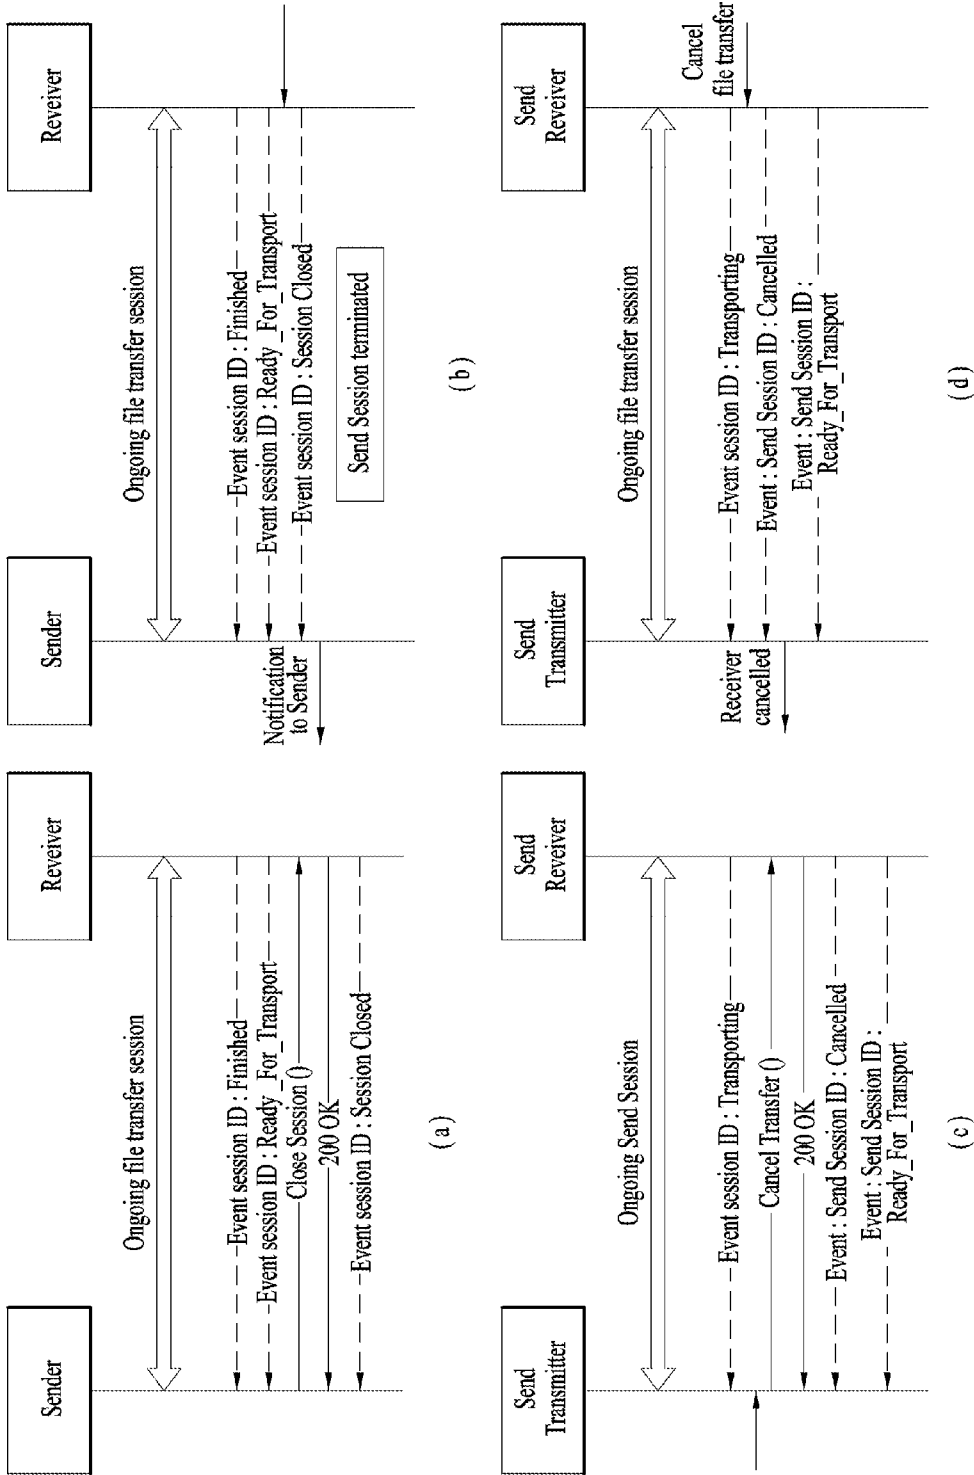 Sender
Reveiver
Ongoing file transfer session
Event session ID : Finished
Event session ID : Ready_For_Transport
Close Session ()
200 OK
Event session ID : Session Closed
( a )
Sender
Reveiver
Ongoing file transfer session
Event session ID : Finished
Event session ID : Ready_For_Transport
Event session ID : Session Closed
Notification
to Sender
Send Session terminated
( b )
Send
Transmitter
Send
Reveiver
Ongoing Send Session
Event session ID : Transporting
Cancel Transfer ()
200 OK
Event : Send Session ID : Cancelled
Event : Send Session ID :
Ready_For_Transport
( c )
Send
Transmitter
Send
Reveiver
Ongoing file transfer session
Cancel
file transfer
Event session ID : Transporting
Event : Send Session ID : Cancelled
Receiver
cancelled
Event : Send Session ID :
Ready_For_Transport
( d )